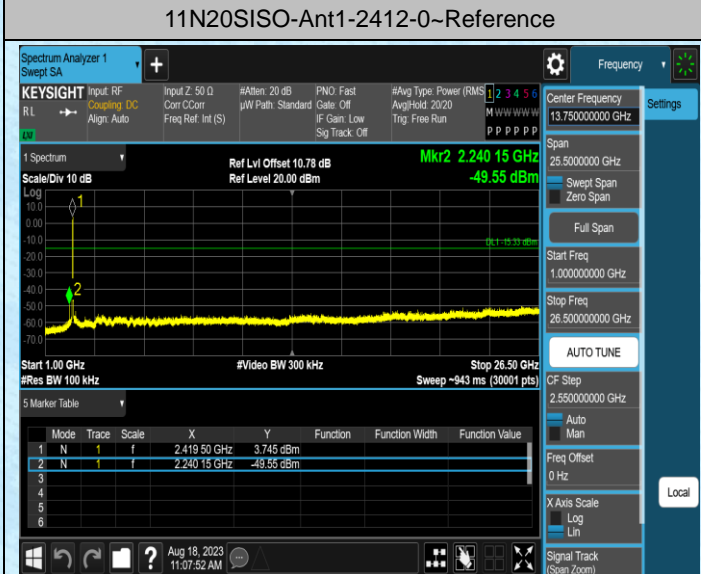 11N20SISO-Ant1-2412-0~Reference
Spectrum Analyzer 1
Swept SA
+
Frequency
KEYSIGHT
RL
LW
Input: RF
Coupling: DC
Align: Auto
Input Z: 50 Ω
Corr CCorr
Freq Ref: Int (S)
#Atten: 20 dB
µW Path: Standard
PNO: Fast
Gate: Off
IF Gain: Low
Sig Track: Off
#Avg Type: Power (RMS
Avg|Hold: 20/20
Trig: Free Run
1 2 3 4 5 6
M W W W W W
P P P P P P
1 Spectrum
Scale/Div 10 dB
Ref Lvl Offset 10.78 dB
Ref Level 20.00 dBm
Mkr2 2.240 15 GHz
-49.55 dBm
Log
10.0
0.00
-10.0
-20.0
-30.0
-40.0
-50.0
-60.0
-70.0
1
2
DL1 -15.33 dBm
Start 1.00 GHz
#Res BW 100 kHz
#Video BW 300 kHz
Stop 26.50 GHz
Sweep ~943 ms (30001 pts)
5 Marker Table
Mode Trace Scale X Y Function Function Width Function Value
1 N 1 f 2.419 50 GHz 3.745 dBm
2 N 1 f 2.240 15 GHz -49.55 dBm
3
4
5
6
Aug 18, 2023
11:07:52 AM
?
Center Frequency
13.750000000 GHz
Settings
Span
25.5000000 GHz
Swept Span
Zero Span
Full Span
Start Freq
1.000000000 GHz
Stop Freq
26.500000000 GHz
AUTO TUNE
CF Step
2.550000000 GHz
Auto
Man
Freq Offset
0 Hz
X Axis Scale
Log
Lin
Local
Signal Track
(Span Zoom)